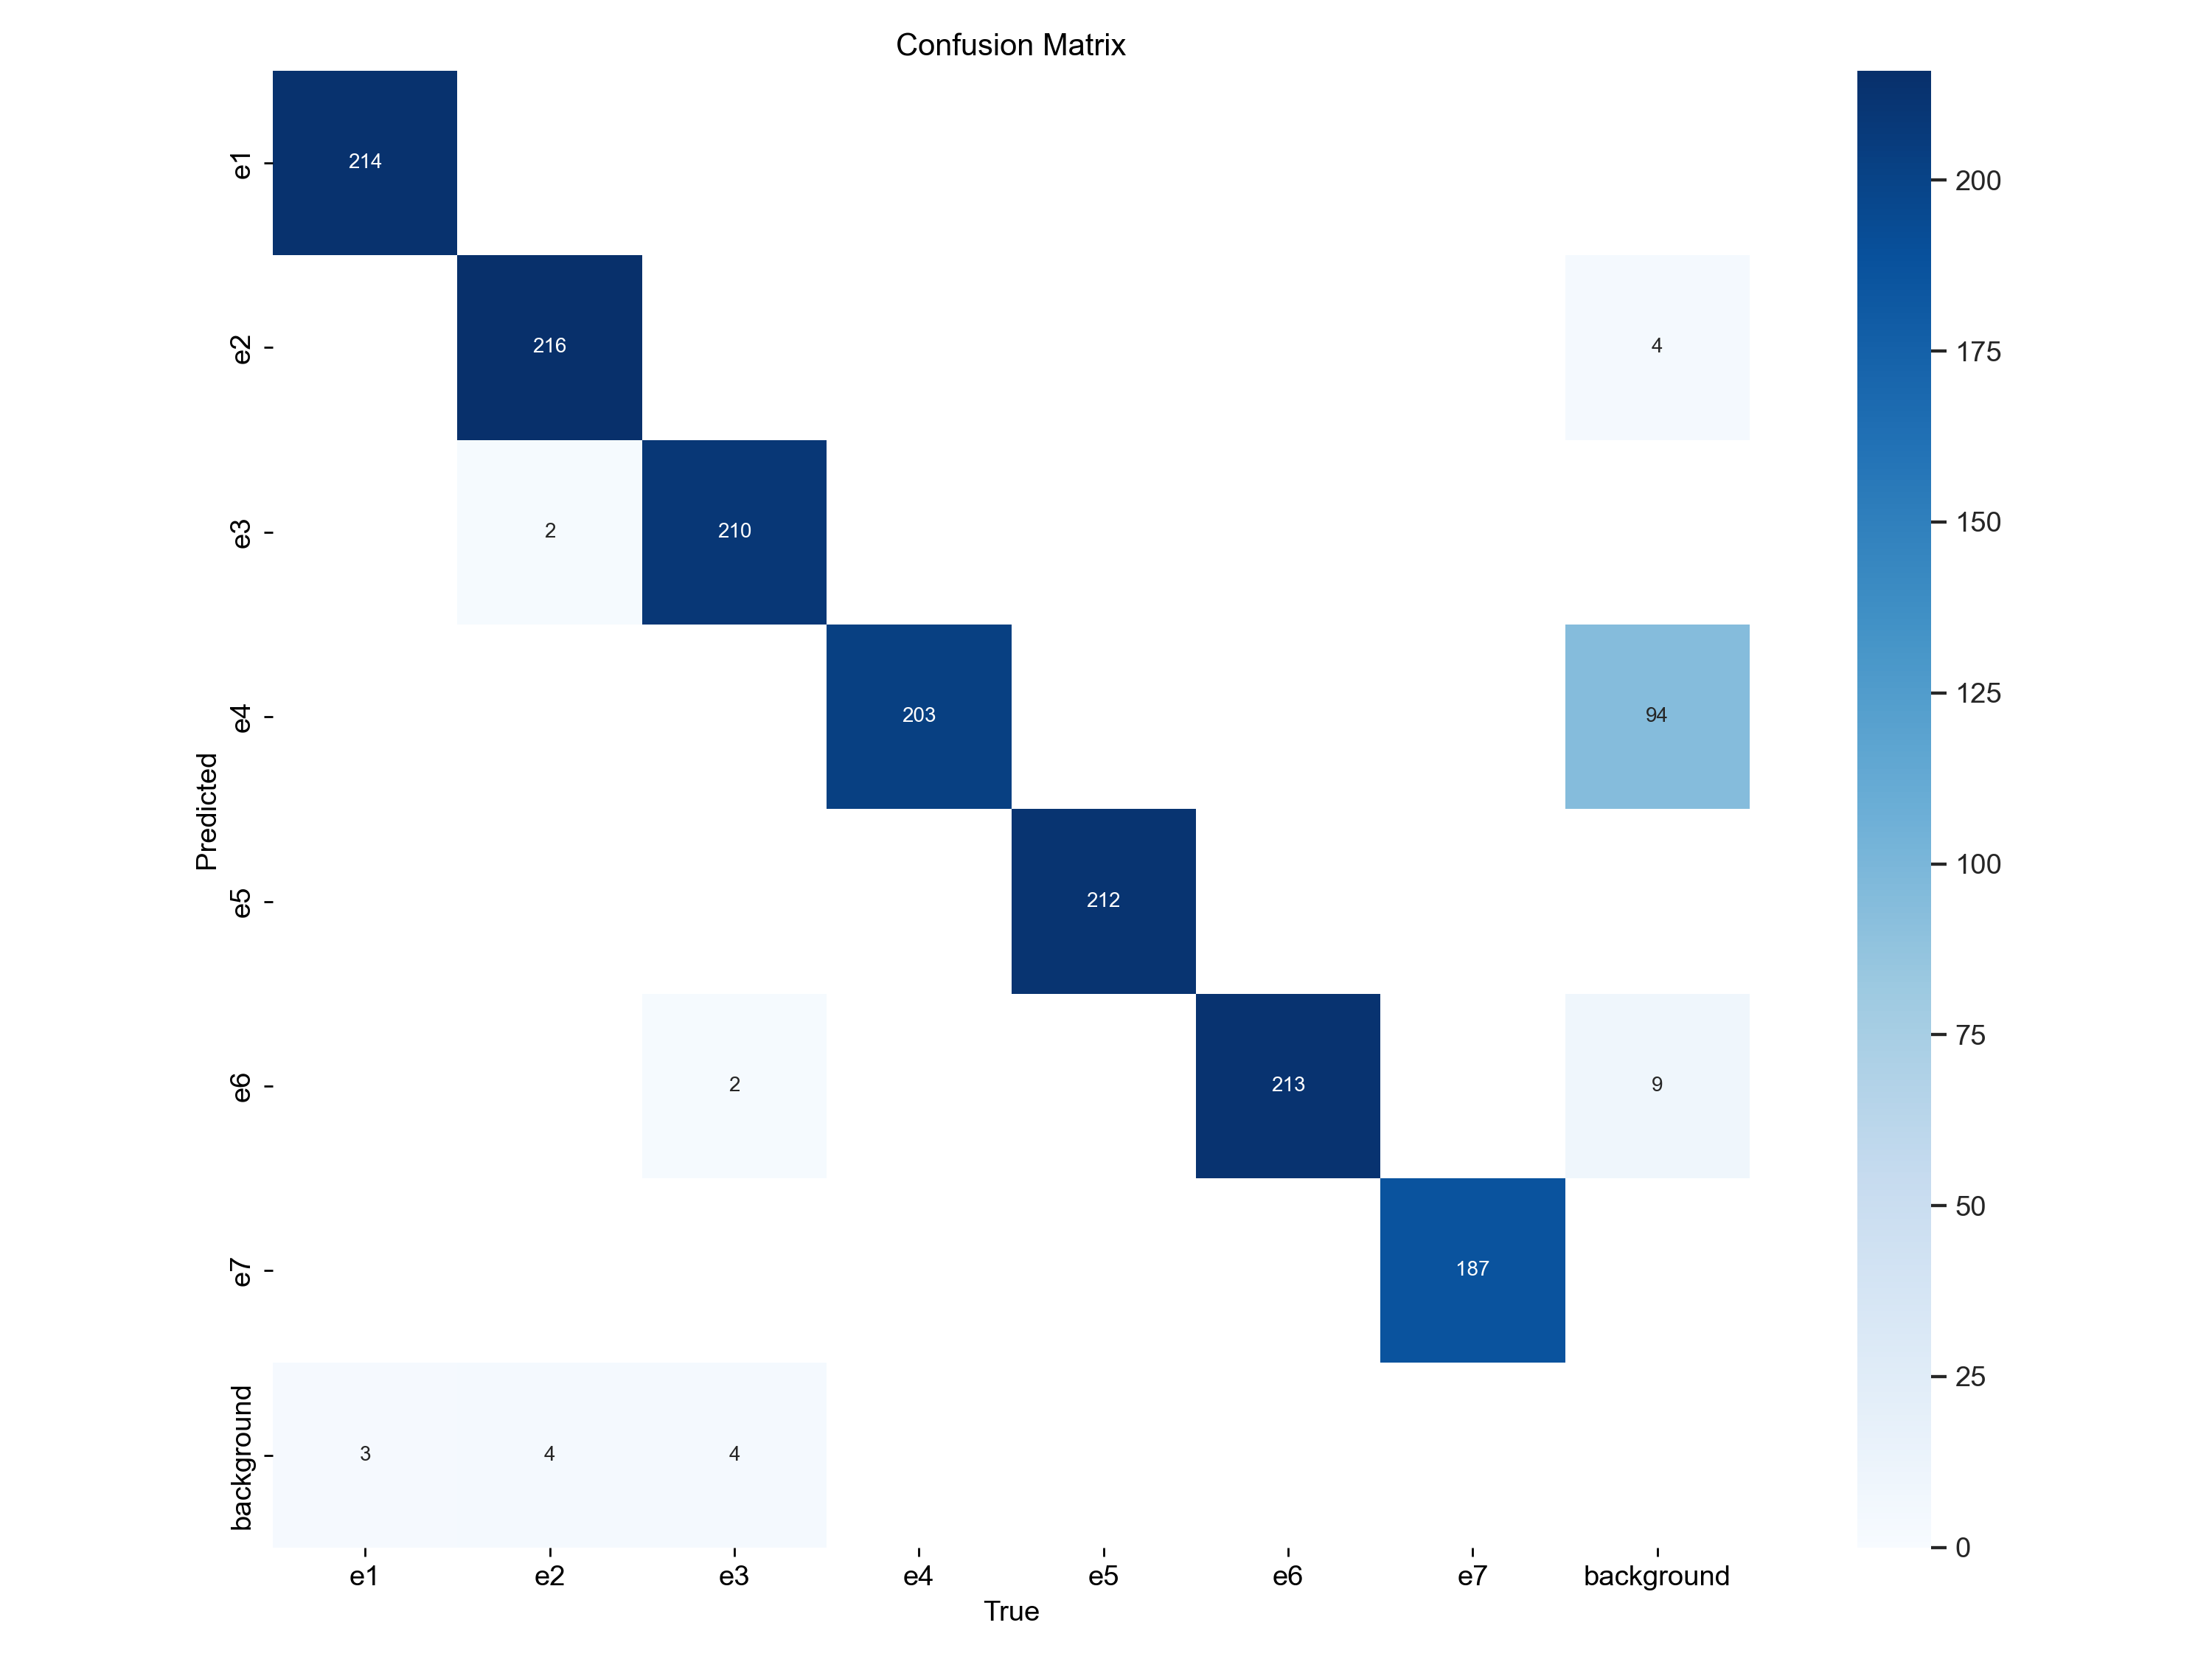 Confusion Matrix
e1
214
200
e2
216
4
175
e3
2
210
150
e4
203
94
125
Predicted
100
e5
212
75
e6
2
213
9
50
e7
187
25
background
3
4
4
0
e1 e2 e3 e4 e5 e6 e7 background
True